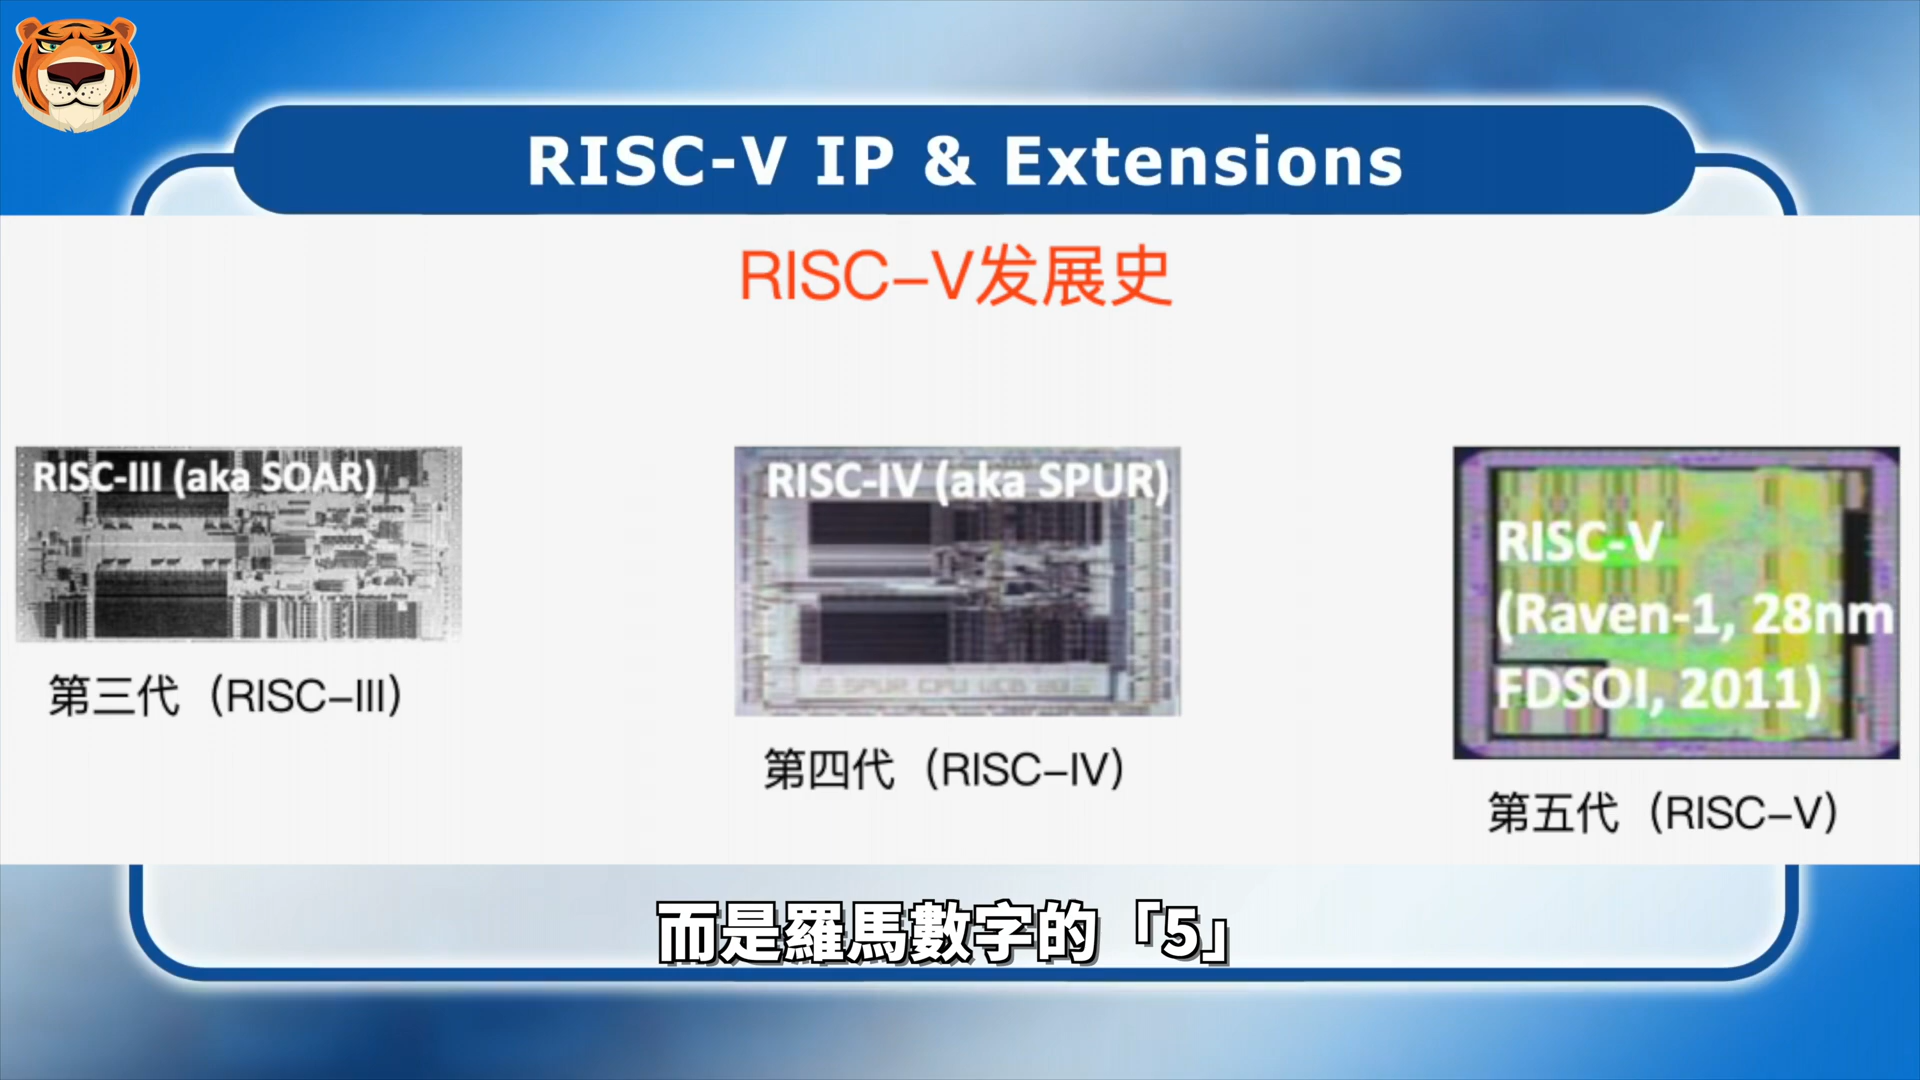 RISC-V IP & Extensions
RISC-V发展史
RISC-III (aka SOAR)
第三代（RISC-III）
RISC-IV (aka SPUR)
第四代（RISC-IV）
RISC-V
(Raven-1, 28nm
FDSOI, 2011)
第五代（RISC-V）
而是羅馬數字的「5」